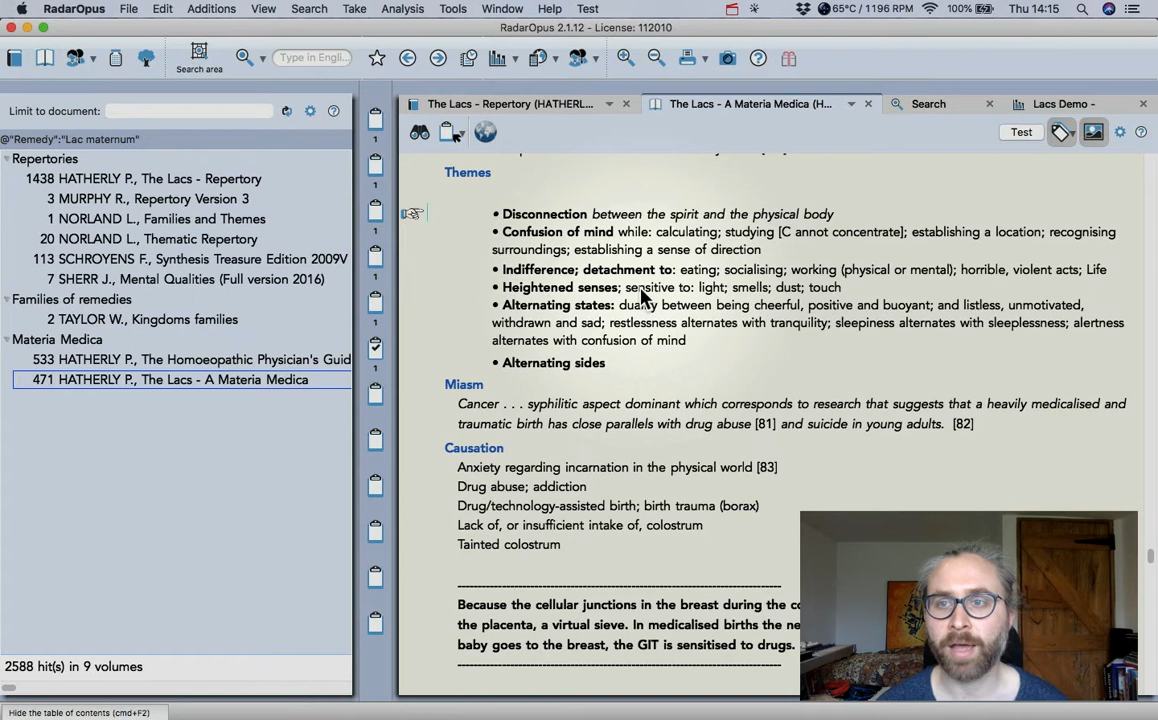 RadarOpus File Edit Additions View Search Take Analysis Tools Window Help Test 65°C / 1196 RPM 100% Thu 14:15
RadarOpus 2.1.12 - License: 112010
Type in Engli...
Search area
Limit to document:
The Lacs - Repertory (HATHERL...
The Lacs - A Materia Medica (H...
Search
Lacs Demo -
@"Remedy":"Lac maternum"
Test
Repertories
1438 HATHERLY P., The Lacs - Repertory
3 MURPHY R., Repertory Version 3
1 NORLAND L., Families and Themes
20 NORLAND L., Thematic Repertory
113 SCHROYENS F., Synthesis Treasure Edition 2009V
7 SHERR J., Mental Qualities (Full version 2016)
Families of remedies
2 TAYLOR W., Kingdoms families
Materia Medica
533 HATHERLY P., The Homoeopathic Physician's Guid
471 HATHERLY P., The Lacs - A Materia Medica
2588 hit(s) in 9 volumes
Hide the table of contents (cmd+F2)
1
1
1
1
1
1
Themes
• Disconnection between the spirit and the physical body
• Confusion of mind while: calculating; studying [C annot concentrate]; establishing a location; recognising
surroundings; establishing a sense of direction
• Indifference; detachment to: eating; socialising; working (physical or mental); horrible, violent acts; Life
• Heightened senses; sensitive to: light; smells; dust; touch
• Alternating states: duality between being cheerful, positive and buoyant; and listless, unmotivated,
withdrawn and sad; restlessness alternates with tranquility; sleepiness alternates with sleeplessness; alertness
alternates with confusion of mind
• Alternating sides
Miasm
Cancer . . . syphilitic aspect dominant which corresponds to research that suggests that a heavily medicalised and
traumatic birth has close parallels with drug abuse [81] and suicide in young adults. [82]
Causation
Anxiety regarding incarnation in the physical world [83]
Drug abuse; addiction
Drug/technology-assisted birth; birth trauma (borax)
Lack of, or insufficient intake of, colostrum
Tainted colostrum
Because the cellular junctions in the breast during the co
the placenta, a virtual sieve. In medicalised births the ne
baby goes to the breast, the GIT is sensitised to drugs.